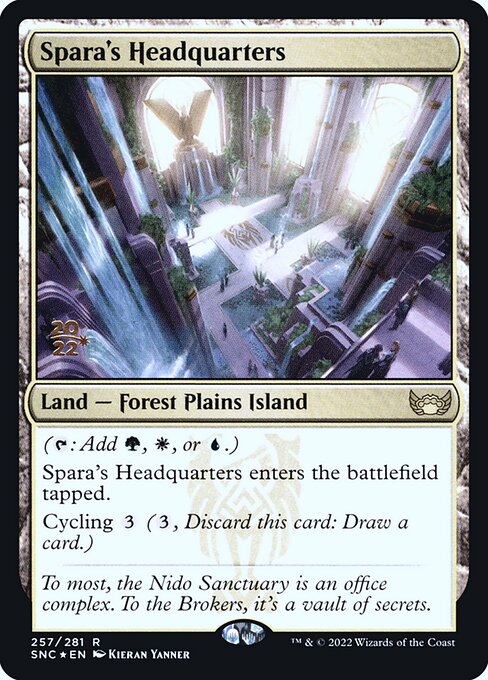 Spara's Headquarters
20
22
Land — Forest Plains Island
(: Add , , or .)
Spara's Headquarters enters the battlefield
tapped.
Cycling 3 (3, Discard this card: Draw a
card.)
To most, the Nido Sanctuary is an office
complex. To the Brokers, it's a vault of secrets.
257/281 R
SNC ★ EN Kieran Yanner
™ & © 2022 Wizards of the Coast